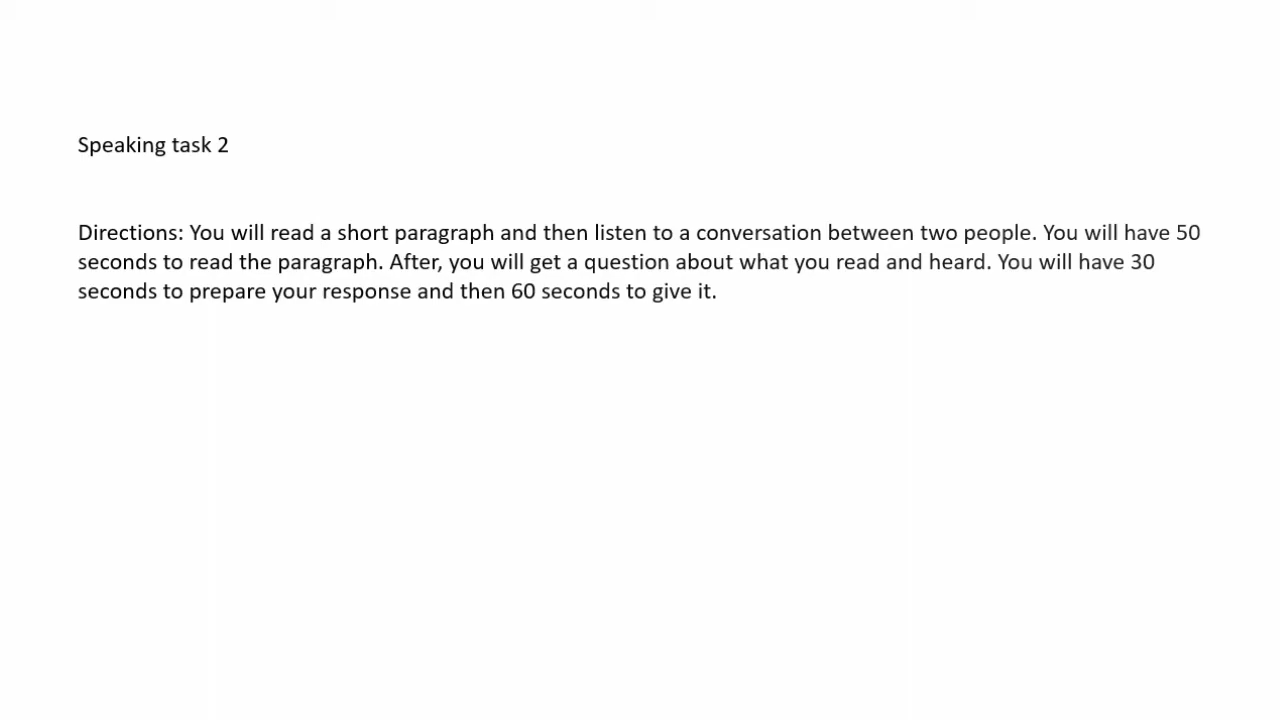 Speaking task 2
Directions: You will read a short paragraph and then listen to a conversation between two people. You will have 50
seconds to read the paragraph. After, you will get a question about what you read and heard. You will have 30
seconds to prepare your response and then 60 seconds to give it.